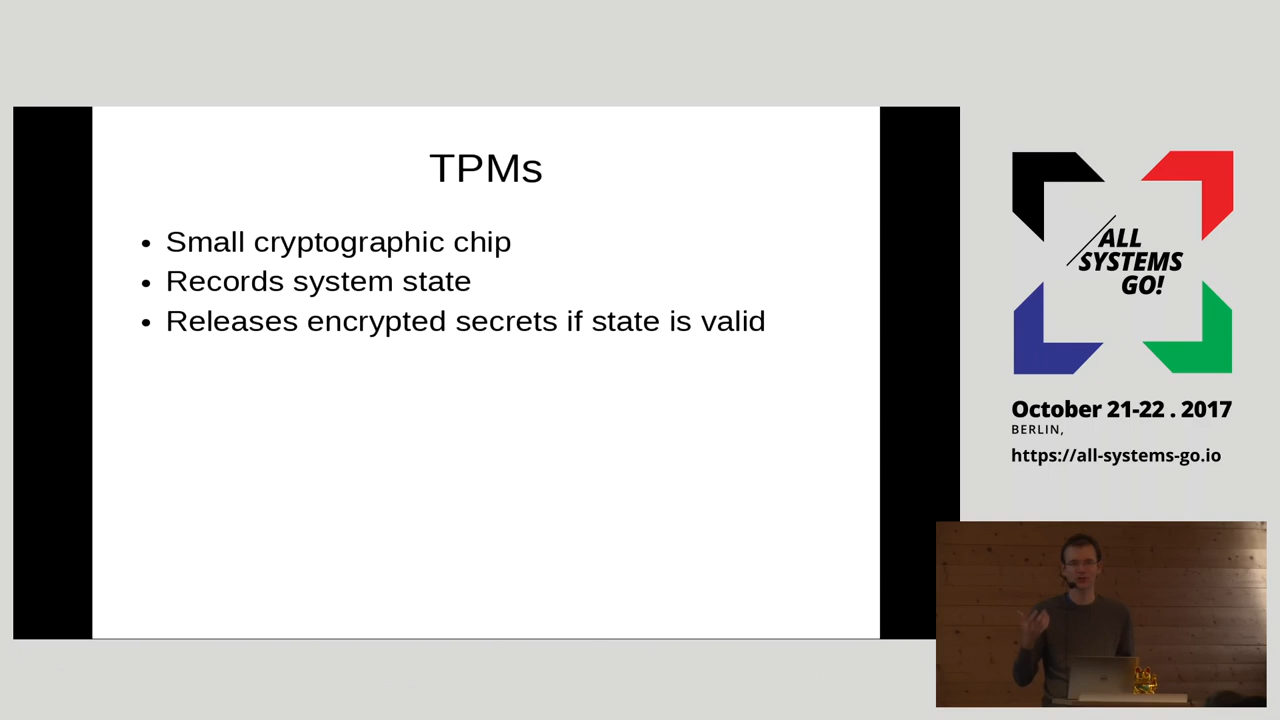 TPMs
• Small cryptographic chip
• Records system state
• Releases encrypted secrets if state is valid
ALL
SYSTEMS
GO!
October 21-22 . 2017
BERLIN,
https://all-systems-go.io